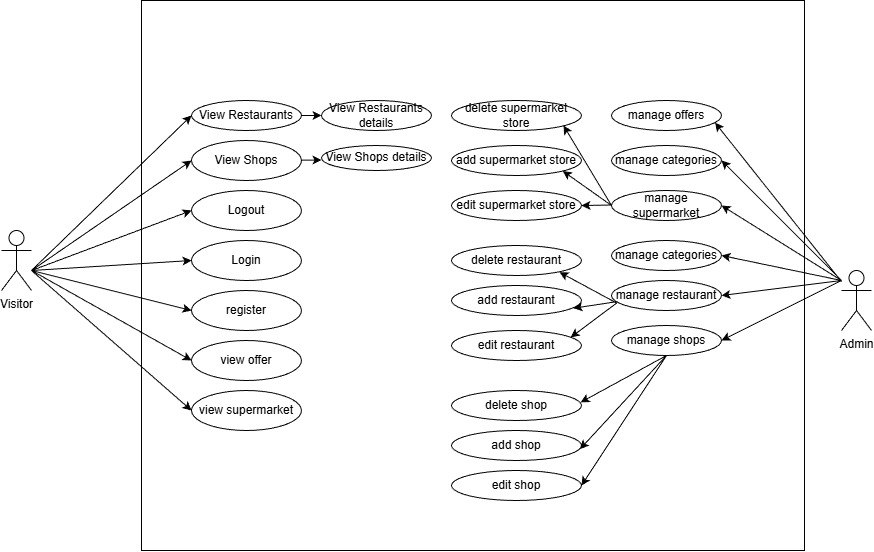 View Restaurants
View Restaurants
details
delete supermarket
store
manage offers
View Shops
View Shops details
add supermarket store
manage categories
Logout
edit supermarket store
manage
supermarket
Login
delete restaurant
manage categories
Visitor
register
add restaurant
manage restaurant
Admin
view offer
edit restaurant
manage shops
view supermarket
delete shop
add shop
edit shop